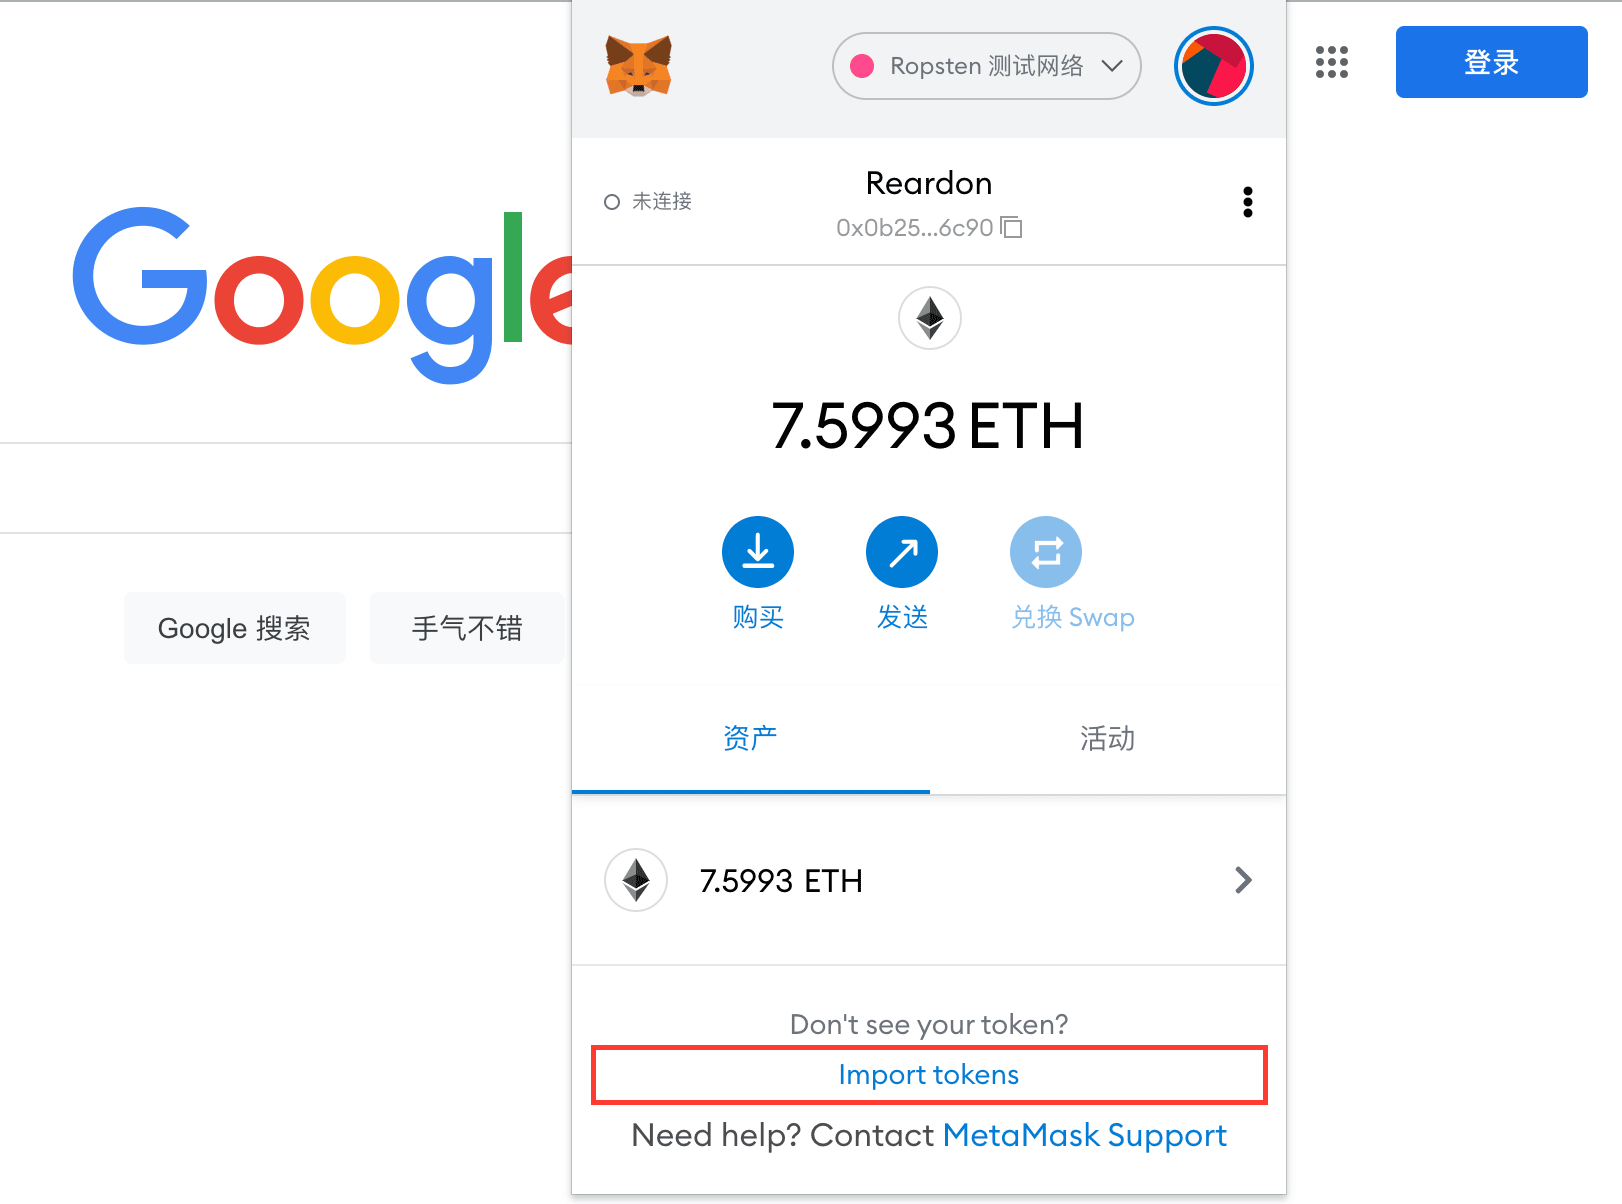 Ropsten 测试网络
登录
未连接
Reardon
0x0b25...6c90
Google
7.5993 ETH
购买
发送
兑换 Swap
Google 搜索
手气不错
资产
活动
7.5993 ETH
Don't see your token?
Import tokens
Need help? Contact MetaMask Support